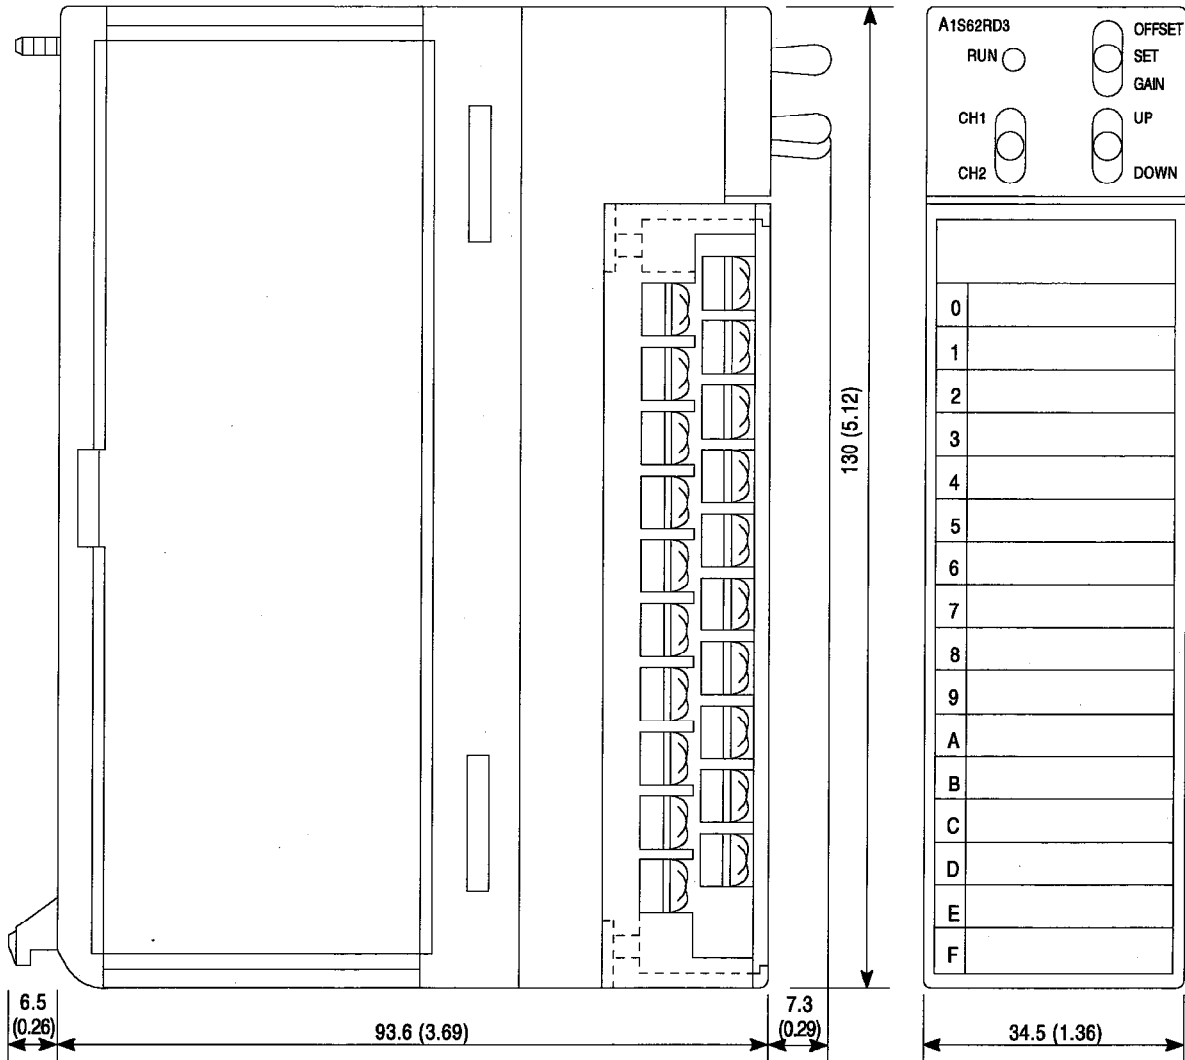 A1S62RD3
RUN
OFFSET
SET
GAIN
CH1
CH2
UP
DOWN
0
1
2
3
4
5
6
7
8
9
A
B
C
D
E
F
130 (5.12)
6.5
(0.26)
93.6 (3.69)
7.3
(0.29)
34.5 (1.36)